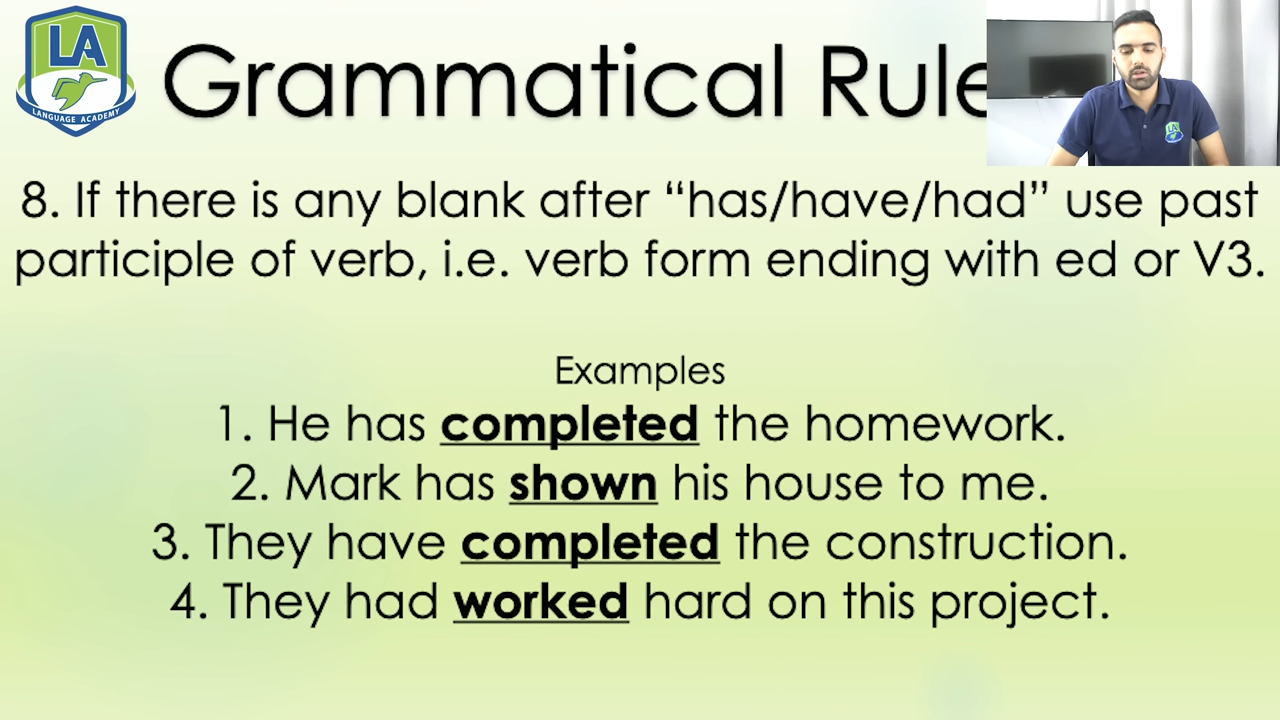 LA
LANGUAGE ACADEMY
Grammatical Rule
8. If there is any blank after “has/have/had” use past
participle of verb, i.e. verb form ending with ed or V3.
Examples
1. He has completed the homework.
2. Mark has shown his house to me.
3. They have completed the construction.
4. They had worked hard on this project.
LA